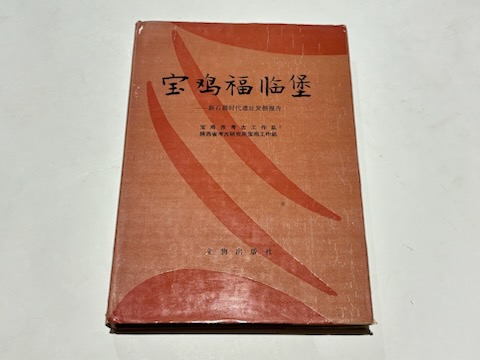 宝鸡福临堡
——新石器时代遗址发掘报告
宝鸡市考古工作队
陕西省考古研究所宝鸡工作站
文物出版社